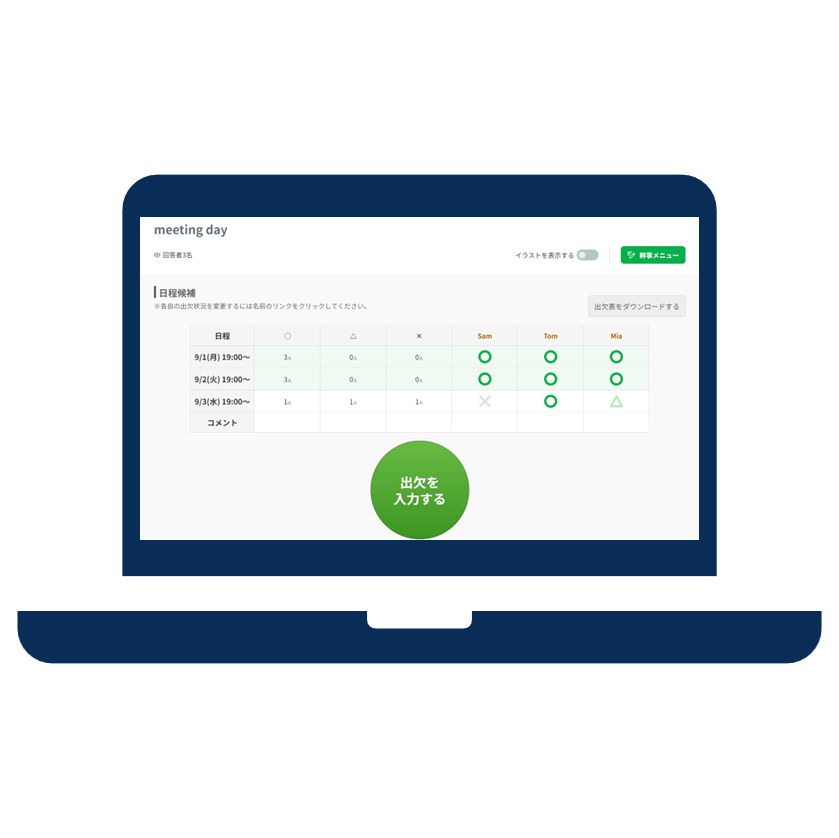 meeting day
回答者3名
イラストを表示する
幹事メニュー
日程候補
※各自の出欠状況を変更するには名前のリンクをクリックしてください。
出欠表をダウンロードする
日程 ◯ △ × Sam Tom Mia
9/1(月) 19:00〜 3人 0人 0人 ◯ ◯ ◯
9/2(火) 19:00〜 3人 0人 0人 ◯ ◯ ◯
9/3(水) 19:00〜 1人 1人 1人 × ◯ △
コメント
出欠を
入力する